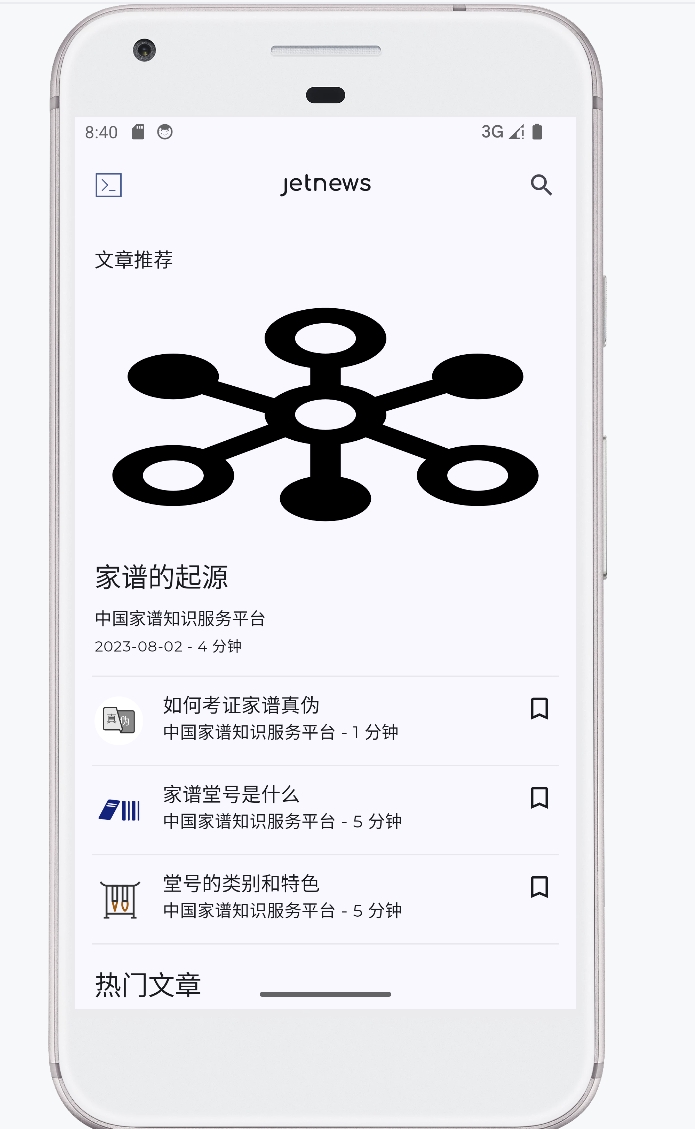 8:40
3G
jetnews
文章推荐
家谱的起源
中国家谱知识服务平台
2023-08-02 - 4 分钟
真 伪
如何考证家谱真伪
中国家谱知识服务平台 - 1 分钟
家谱堂号是什么
中国家谱知识服务平台 - 5 分钟
堂号的类别和特色
中国家谱知识服务平台 - 5 分钟
热门文章